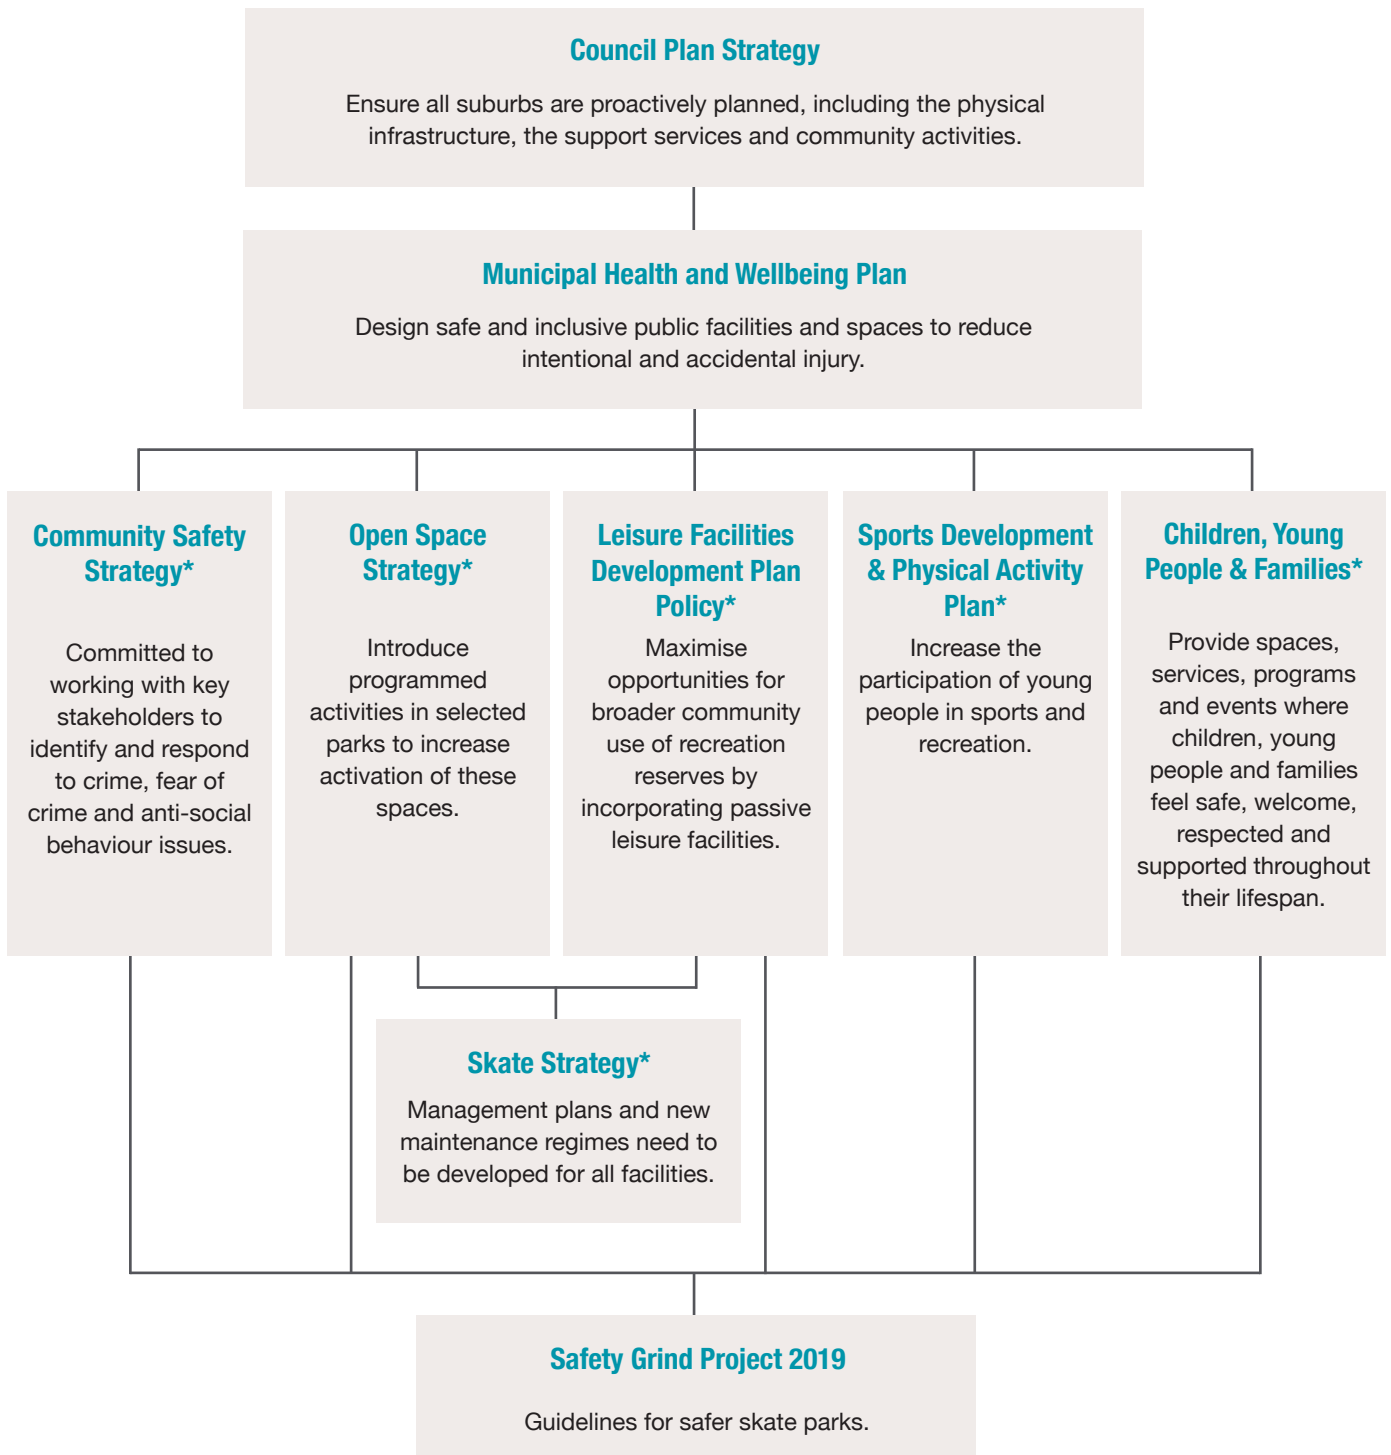 Council Plan Strategy
Ensure all suburbs are proactively planned, including the physical
infrastructure, the support services and community activities.
Municipal Health and Wellbeing Plan
Design safe and inclusive public facilities and spaces to reduce
intentional and accidental injury.
Community Safety
Strategy*
Committed to
working with key
stakeholders to
identify and respond
to crime, fear of
crime and anti-social
behaviour issues.
Open Space
Strategy*
Introduce
programmed
activities in selected
parks to increase
activation of these
spaces.
Leisure Facilities
Development Plan
Policy*
Maximise
opportunities for
broader community
use of recreation
reserves by
incorporating passive
leisure facilities.
Sports Development
& Physical Activity
Plan*
Increase the
participation of young
people in sports and
recreation.
Children, Young
People & Families*
Provide spaces,
services, programs
and events where
children, young
people and families
feel safe, welcome,
respected and
supported throughout
their lifespan.
Skate Strategy*
Management plans and new
maintenance regimes need to
be developed for all facilities.
Safety Grind Project 2019
Guidelines for safer skate parks.